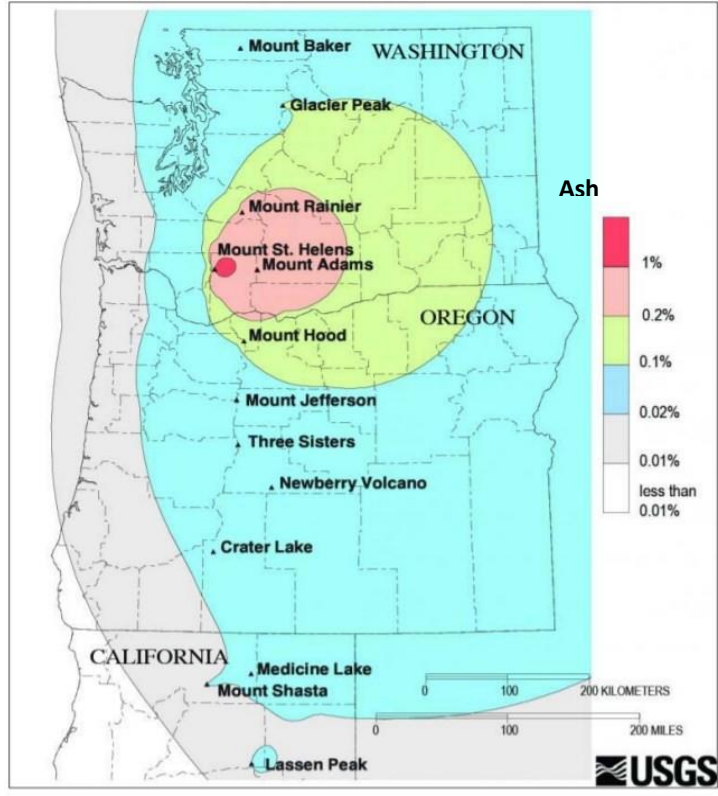 Mount Baker
WASHINGTON
Glacier Peak
Ash
Mount Rainier
Mount St. Helens
Mount Adams
1%
0.2%
OREGON
Mount Hood
0.1%
Mount Jefferson
0.02%
Three Sisters
0.01%
Newberry Volcano
less than
0.01%
Crater Lake
CALIFORNIA
Medicine Lake
Mount Shasta
0 100 200 KILOMETERS
0 100 200 MILES
Lassen Peak
USGS